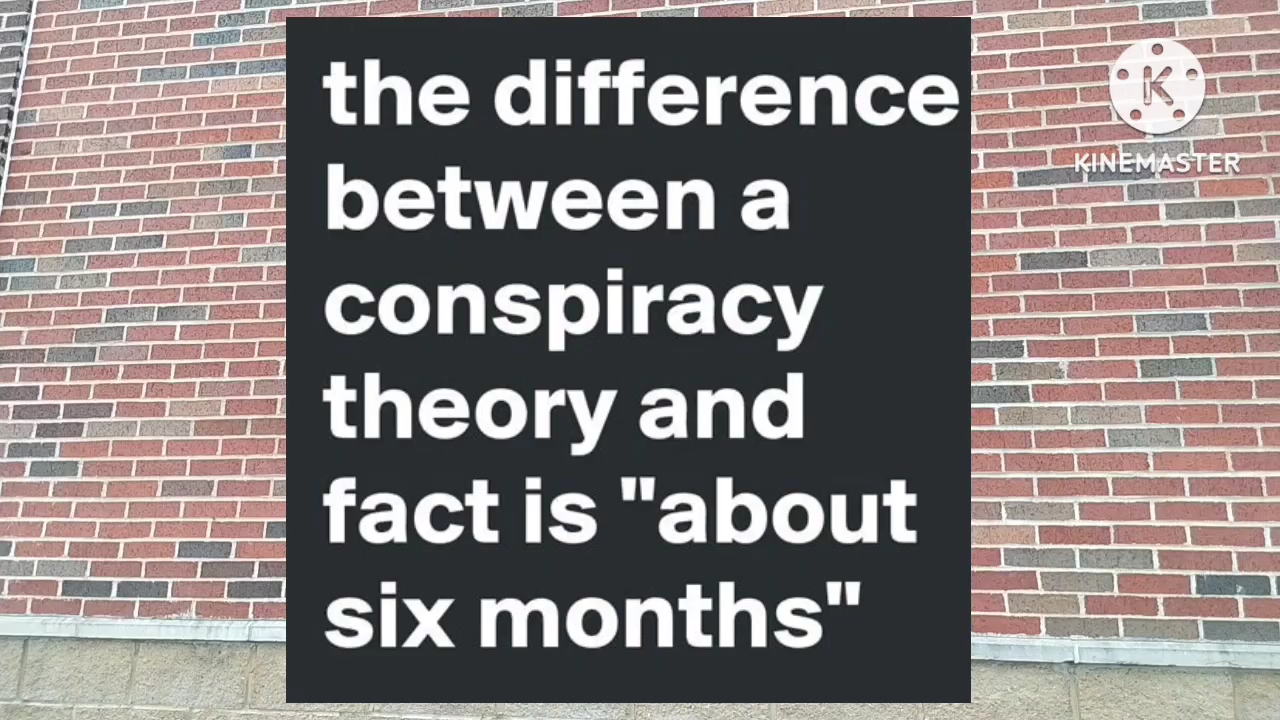 the difference
between a
conspiracy
theory and
fact is "about
six months"
K
KINEMASTER